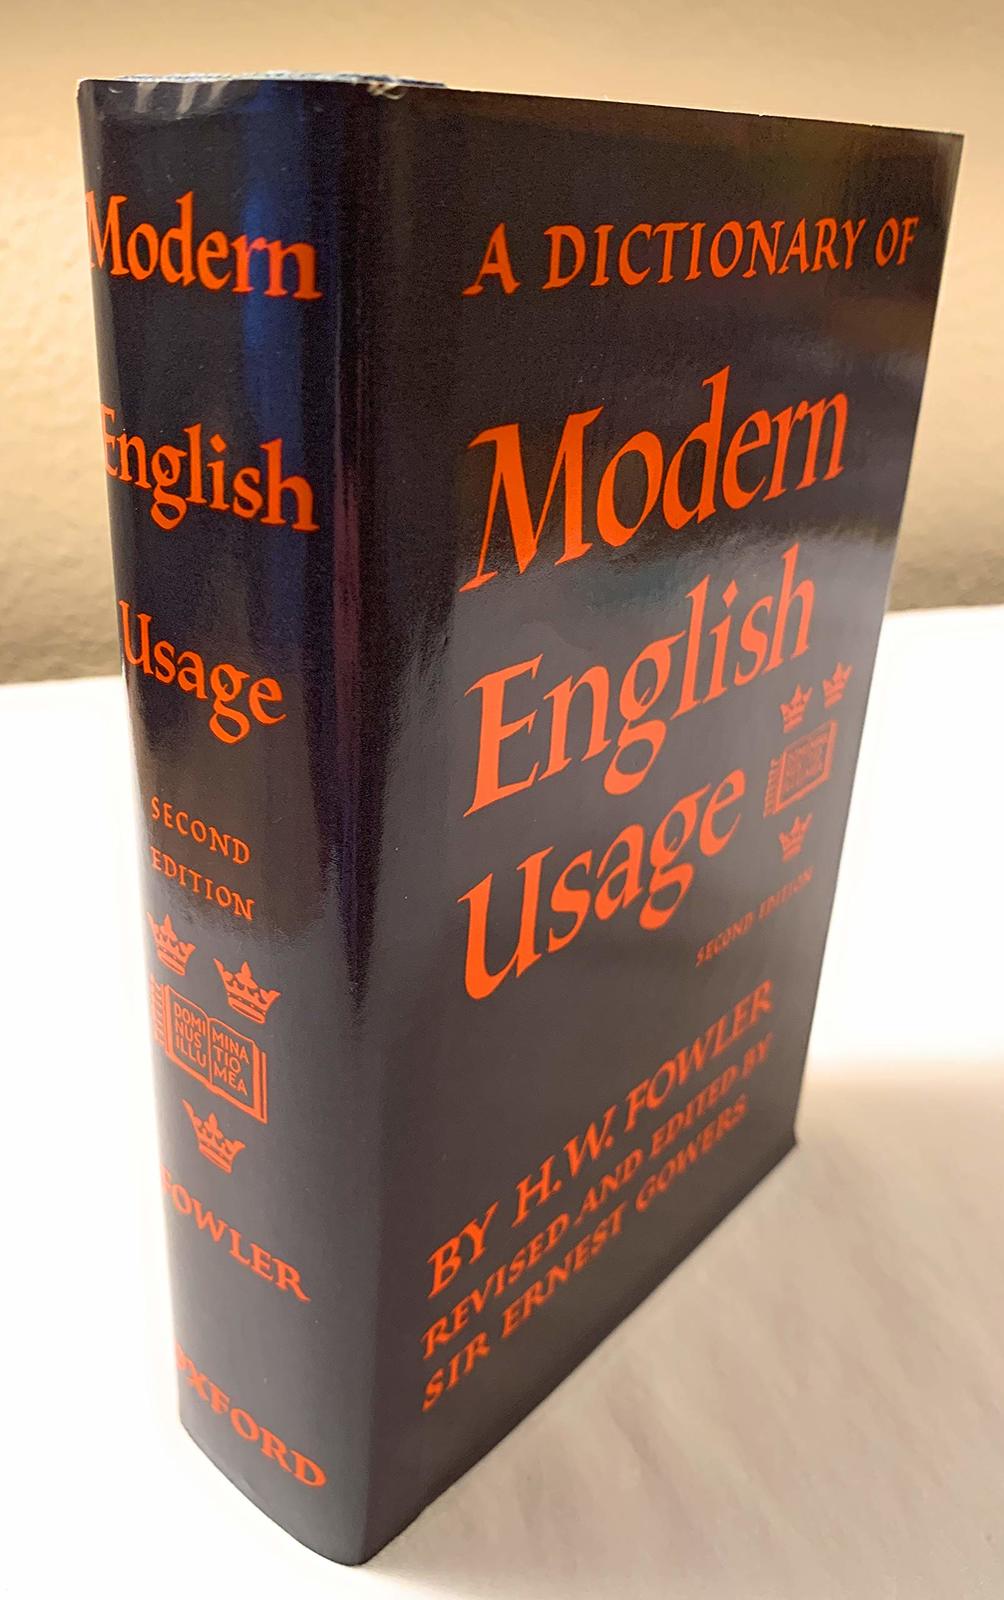 Modern
English
Usage
SECOND
EDITION
DOMI MINA
NUS TIO
ILLU MEA
FOWLER
OXFORD
A DICTIONARY OF
Modern
English
Usage
SECOND EDITION
BY H. W. FOWLER
REVISED AND EDITED BY
SIR ERNEST GOWERS